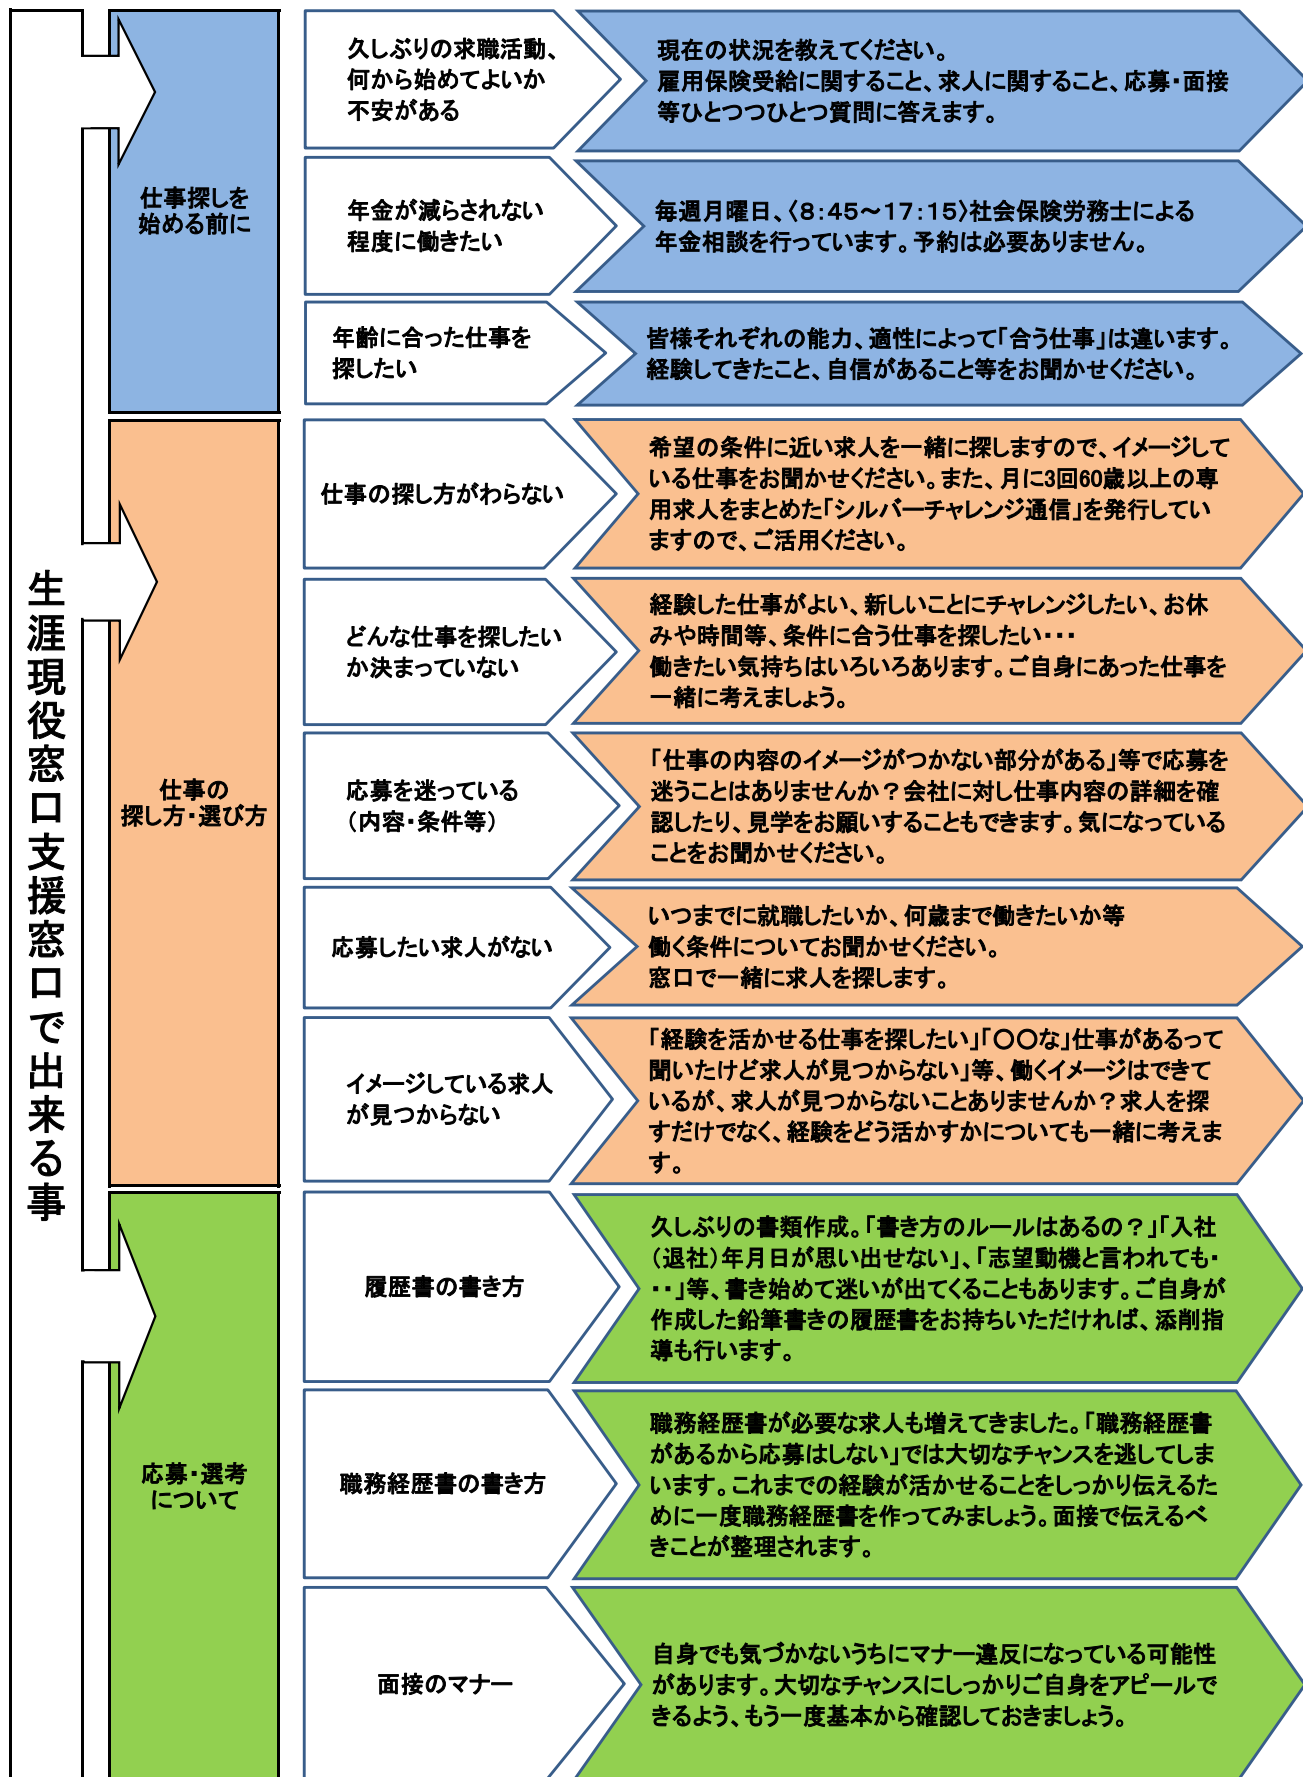 生涯現役窓口支援窓口で出来る事
仕事探しを
始める前に
久しぶりの求職活動、
何から始めてよいか
不安がある
現在の状況を教えてください。
雇用保険受給に関すること、求人に関すること、応募・面接
等ひとつつひとつ質問に答えます。
年金が減らされない
程度に働きたい
毎週月曜日、〈8:45～17:15〉社会保険労務士による
年金相談を行っています。予約は必要ありません。
年齢に合った仕事を
探したい
皆様それぞれの能力、適性によって「合う仕事」は違います。
経験してきたこと、自信があること等をお聞かせください。
仕事の
探し方・選び方
仕事の探し方がわらない
希望の条件に近い求人を一緒に探しますので、イメージして
いる仕事をお聞かせください。また、月に3回60歳以上の専
用求人をまとめた「シルバーチャレンジ通信」を発行してい
ますので、ご活用ください。
どんな仕事を探したい
か決まっていない
経験した仕事がよい、新しいことにチャレンジしたい、お休
みや時間等、条件に合う仕事を探したい・・・
働きたい気持ちはいろいろあります。ご自身にあった仕事を
一緒に考えましょう。
応募を迷っている
（内容・条件等）
「仕事の内容のイメージがつかない部分がある」等で応募を
迷うことはありませんか？会社に対し仕事内容の詳細を確
認したり、見学をお願いすることもできます。気になっている
ことをお聞かせください。
応募したい求人がない
いつまでに就職したいか、何歳まで働きたいか等
働く条件についてお聞かせください。
窓口で一緒に求人を探します。
イメージしている求人
が見つからない
「経験を活かせる仕事を探したい」「〇〇な」仕事があるって
聞いたけど求人が見つからない」等、働くイメージはできて
いるが、求人が見つからないことありませんか？求人を探
すだけでなく、経験をどう活かすかについても一緒に考えま
す。
応募・選考
について
履歴書の書き方
久しぶりの書類作成。「書き方のルールはあるの？」「入社
（退社）年月日が思い出せない」、「志望動機と言われても・
・・」等、書き始めて迷いが出てくることもあります。ご自身が
作成した鉛筆書きの履歴書をお持ちいただければ、添削指
導も行います。
職務経歴書の書き方
職務経歴書が必要な求人も増えてきました。「職務経歴書
があるから応募はしない」では大切なチャンスを逃してしま
います。これまでの経験が活かせることをしっかり伝えるた
めに一度職務経歴書を作ってみましょう。面接で伝えるべ
きことが整理されます。
面接のマナー
自身でも気づかないうちにマナー違反になっている可能性
があります。大切なチャンスにしっかりご自身をアピールで
きるよう、もう一度基本から確認しておきましょう。